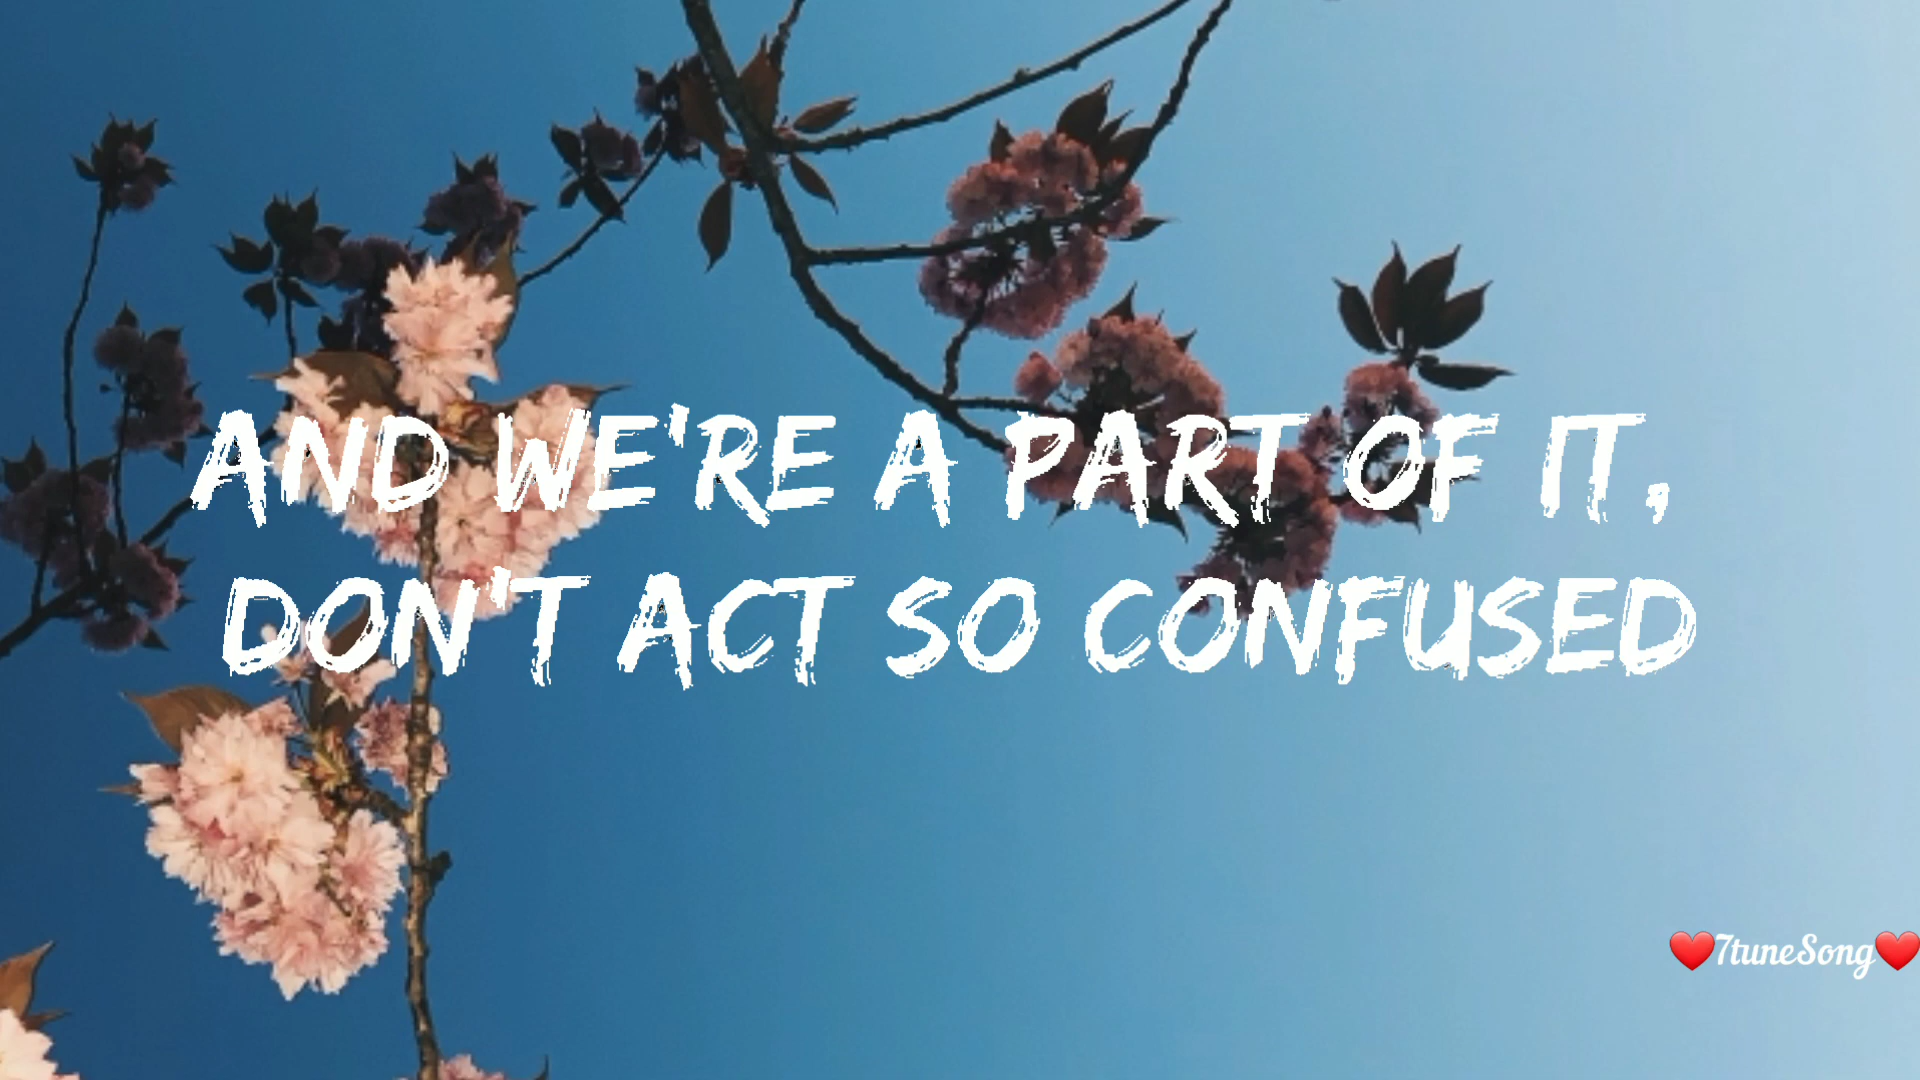 AND WE'RE A PART OF IT,
DON'T ACT SO CONFUSED
❤️7tuneSong❤️